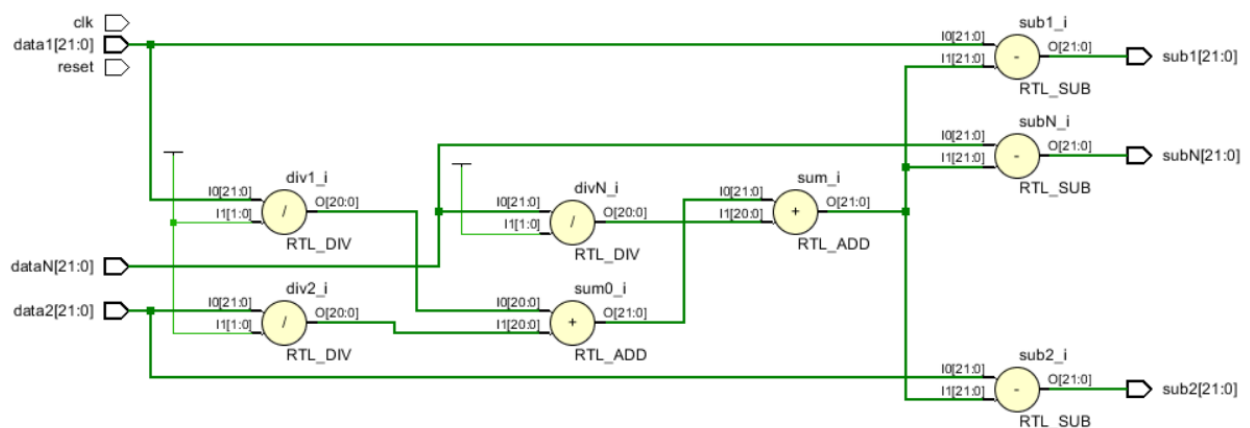 clk
data1[21:0]
reset
sub1_i
I0[21:0]
O[21:0]
sub1[21:0]
I1[21:0]
-
RTL_SUB
subN_i
I0[21:0]
O[21:0]
subN[21:0]
I1[21:0]
-
RTL_SUB
div1_i
I0[21:0]
O[20:0]
I1[1:0]
/
RTL_DIV
divN_i
I0[21:0]
O[20:0]
I1[1:0]
/
RTL_DIV
sum_i
I0[21:0]
O[21:0]
I1[20:0]
+
RTL_ADD
dataN[21:0]
data2[21:0]
div2_i
I0[21:0]
O[20:0]
I1[1:0]
/
RTL_DIV
sum0_i
I0[20:0]
O[21:0]
I1[20:0]
+
RTL_ADD
sub2_i
I0[21:0]
O[21:0]
sub2[21:0]
I1[21:0]
-
RTL_SUB